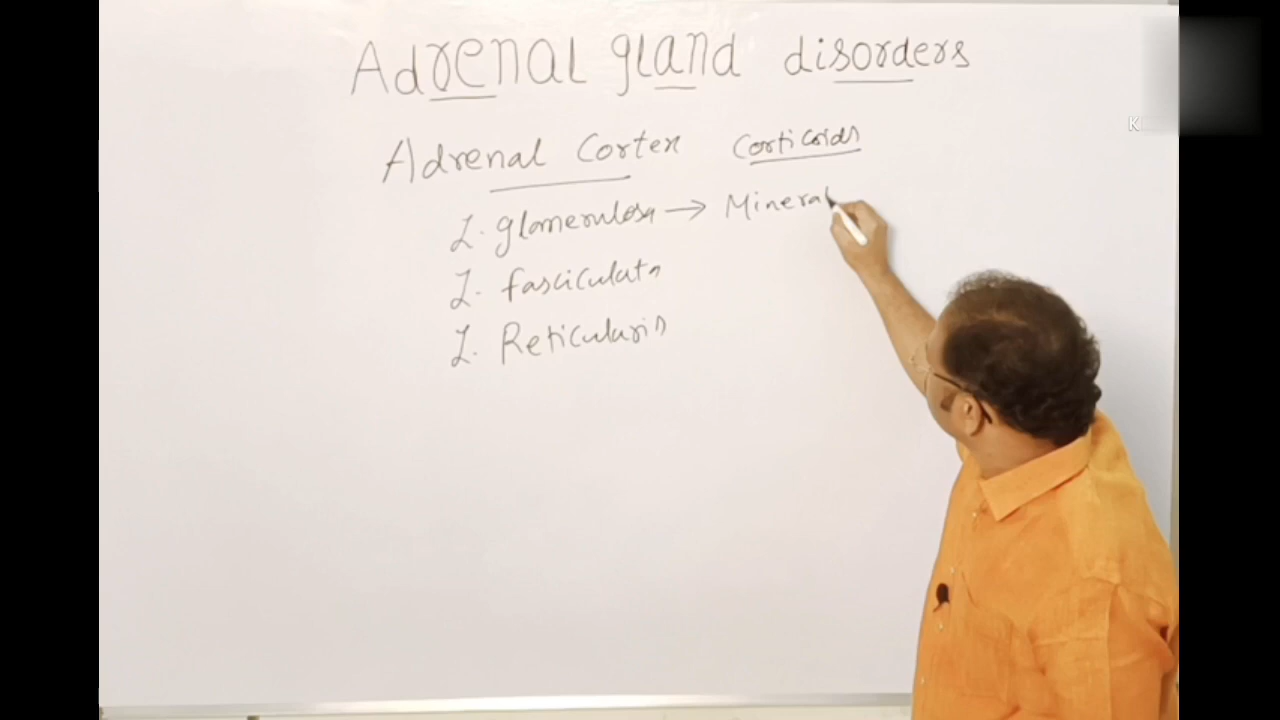 Adrenal gland disorders
Adrenal Cortex Corticoids
Z. glomerulosa → Mineral
Z. fasciculata
Z. Reticularis
K